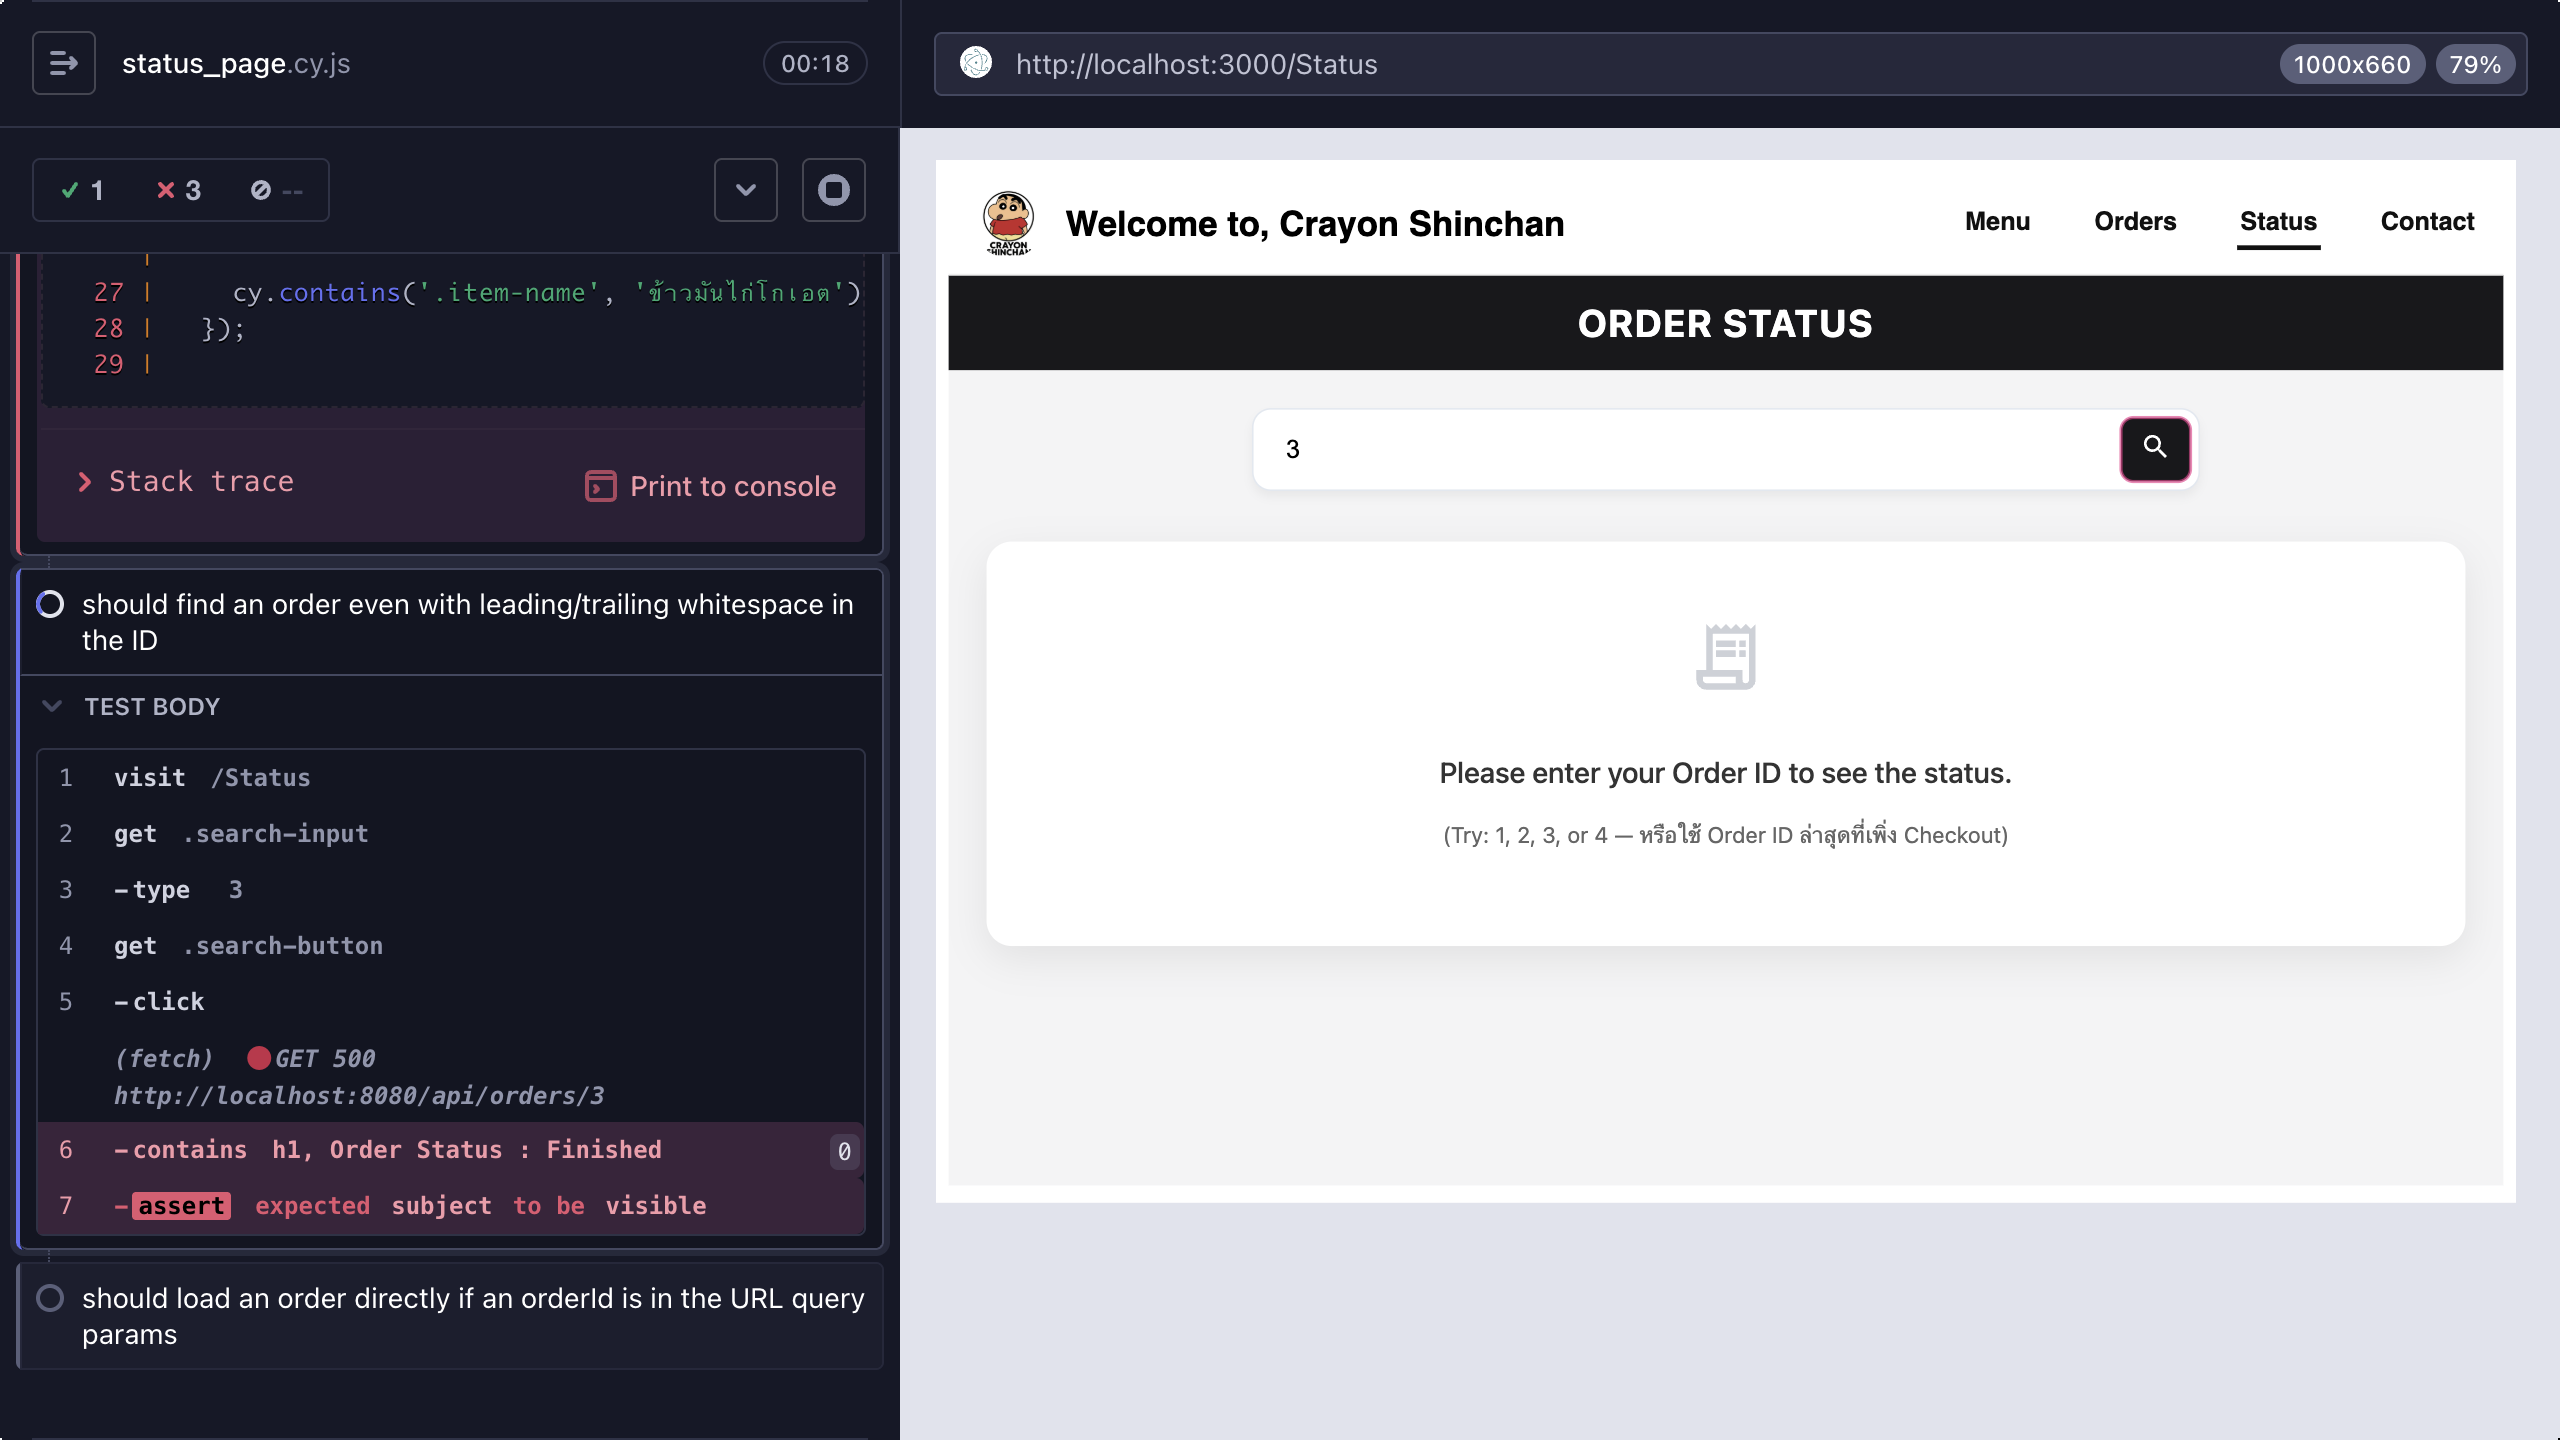 status_page.cy.js
00:18
1 3 --
27 | cy.contains('.item-name', 'ข้าวมันไก่โกเอต')
28 | });
29 |
Stack trace
Print to console
should find an order even with leading/trailing whitespace in
the ID
TEST BODY
1 visit /Status
2 get .search-input
3 -type 3
4 get .search-button
5 -click
(fetch) GET 500
http://localhost:8080/api/orders/3
6 -contains h1, Order Status : Finished 0
7 -assert expected subject to be visible
should load an order directly if an orderId is in the URL query
params
http://localhost:3000/Status
1000x660 79%
CRAYON
SHINCHAN
Welcome to, Crayon Shinchan
Menu Orders Status Contact
ORDER STATUS
3
Please enter your Order ID to see the status.
(Try: 1, 2, 3, or 4 — หรือใช้ Order ID ล่าสุดที่เพิ่ง Checkout)